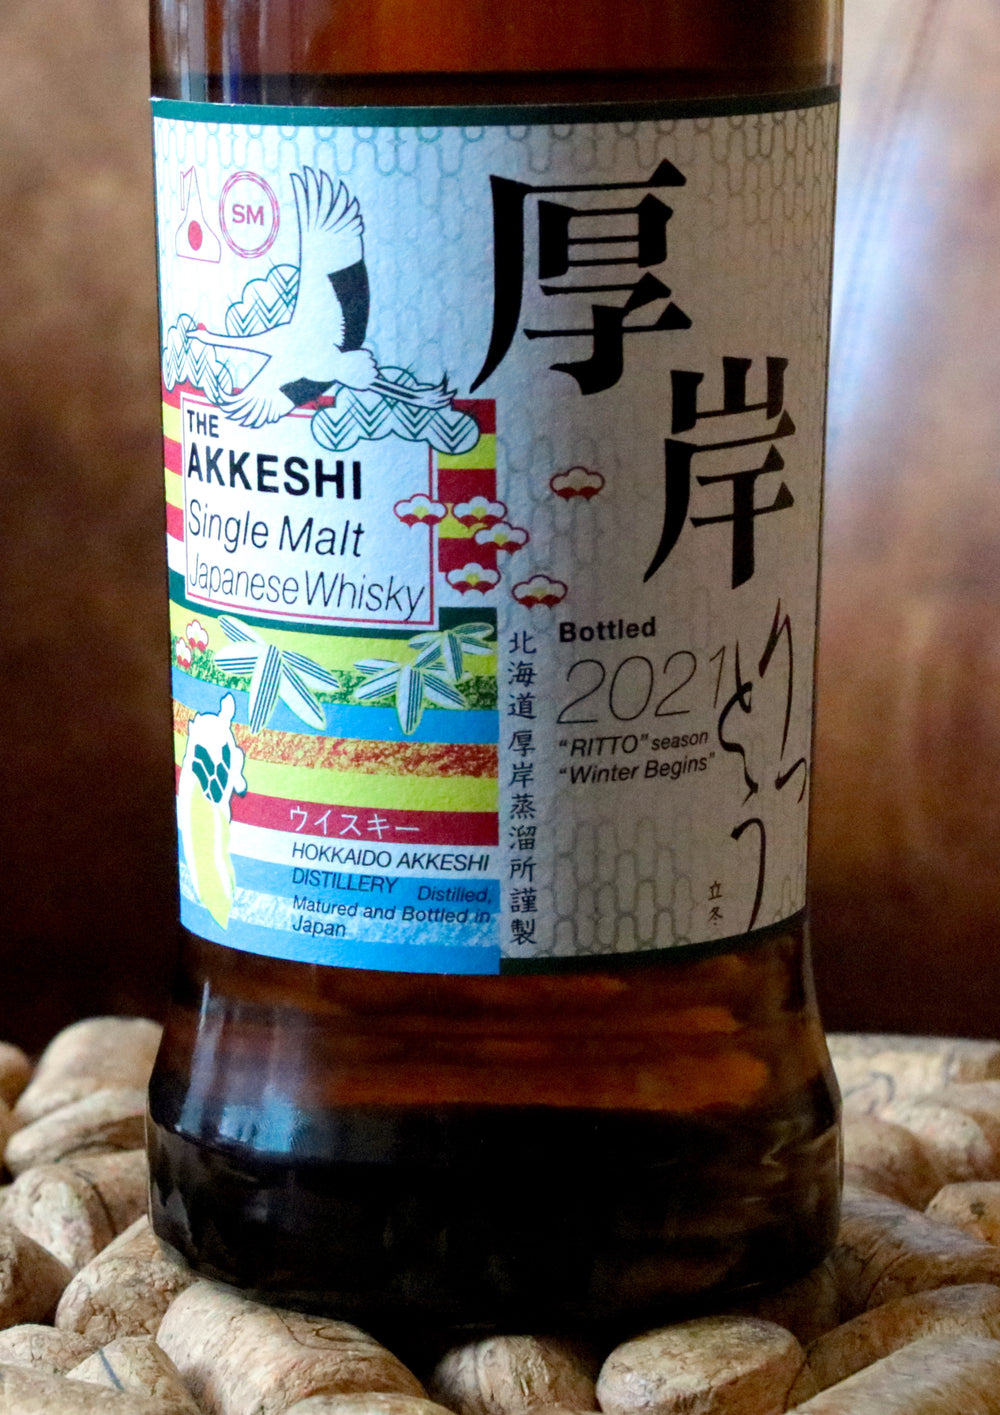 SM
THE
AKKESHI
Single Malt
Japanese Whisky
ウイスキー
HOKKAIDO AKKESHI
DISTILLERY Distilled,
Matured and Bottled in
Japan
厚岸
北海道厚岸蒸溜所謹製
Bottled
2021
"RITTO" season
"Winter Begins"
りっとう
立冬